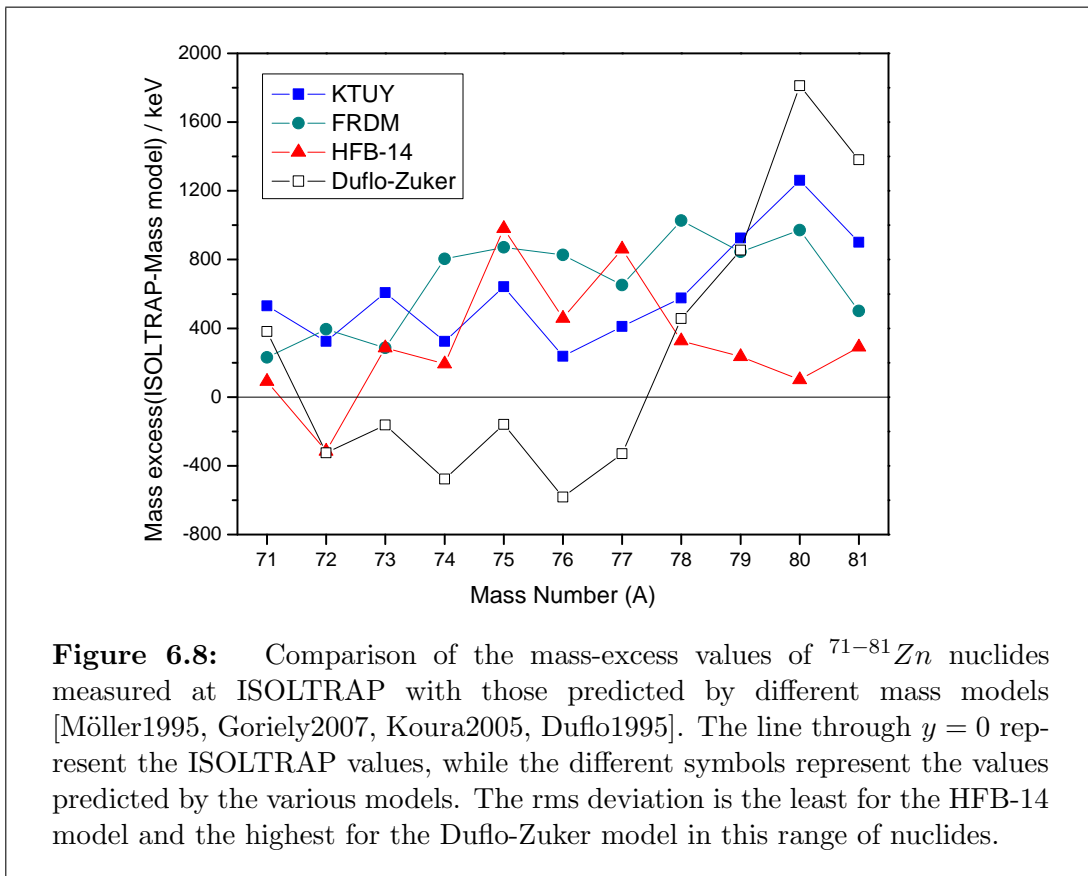 2000
1600
1200
800
400
0
-400
-800
Mass excess(ISOLTRAP-Mass model) / keV
KTUY
FRDM
HFB-14
Duflo-Zuker
71 72 73 74 75 76 77 78 79 80 81
Mass Number (A)
Figure 6.8: Comparison of the mass-excess values of ⁷¹⁻⁸¹Zn nuclides
measured at ISOLTRAP with those predicted by different mass models
[Möller1995, Goriely2007, Koura2005, Duflo1995]. The line through y = 0 rep-
resent the ISOLTRAP values, while the different symbols represent the values
predicted by the various models. The rms deviation is the least for the HFB-14
model and the highest for the Duflo-Zuker model in this range of nuclides.